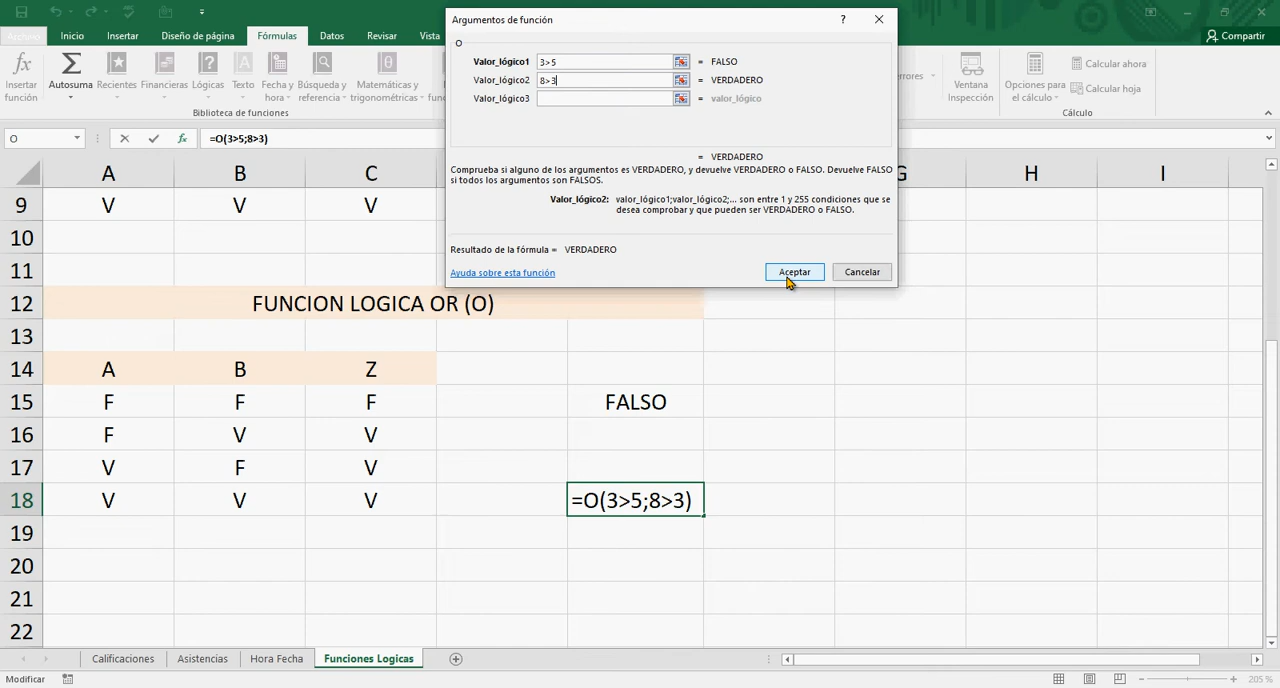 Argumentos de función
?
Archivo
Inicio
Insertar
Diseño de página
Fórmulas
Datos
Revisar
Vista
Compartir
O
Valor_lógico1
3>5
= FALSO
Valor_lógico2
8>3
= VERDADERO
Valor_lógico3
= valor_lógico
= VERDADERO
Comprueba si alguno de los argumentos es VERDADERO, y devuelve VERDADERO o FALSO. Devuelve FALSO
si todos los argumentos son FALSOS.
Valor_lógico2: valor_lógico1;valor_lógico2;... son entre 1 y 255 condiciones que se
desea comprobar y que pueden ser VERDADERO o FALSO.
Resultado de la fórmula = VERDADERO
Ayuda sobre esta función
Aceptar
Cancelar
Insertar
función
Autosuma
Recientes
Financieras
Lógicas
Texto
Fecha y
hora
Búsqueda y
referencia
Matemáticas y
trigonométricas
Biblioteca de funciones
Ventana
Inspección
Opciones para
el cálculo
Calcular ahora
Calcular hoja
Cálculo
O
fx
=O(3>5;8>3)
A B C G H I
9 V V V
10
11
12 FUNCION LOGICA OR (O)
13
14 A B Z
15 F F F FALSO
16 F V V
17 V F V
18 V V V =O(3>5;8>3)
19
20
21
22
Calificaciones
Asistencias
Hora Fecha
Funciones Logicas
Modificar
205 %